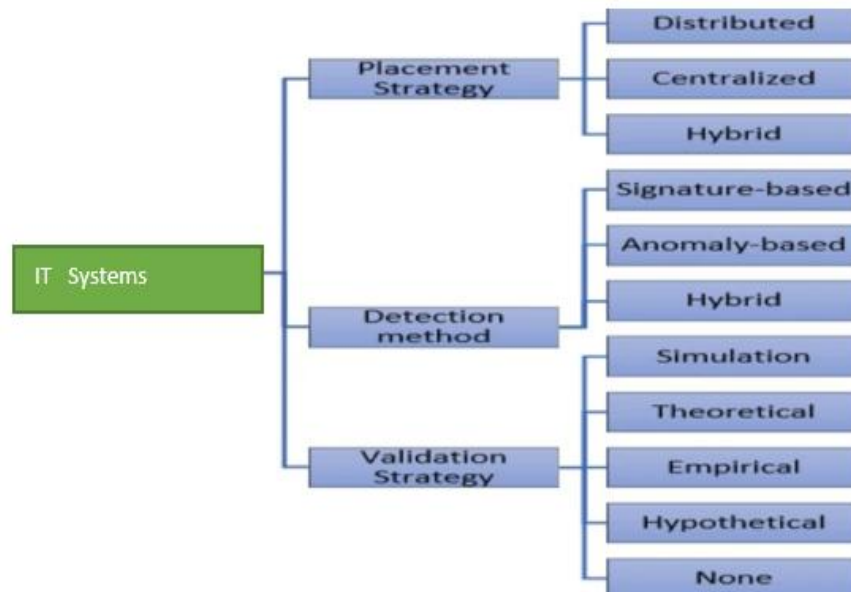 Distributed
Placement
Strategy
Centralized
Hybrid
Signature-based
IT Systems
Anomaly-based
Hybrid
Detection
method
Simulation
Theoretical
Validation
Strategy
Empirical
Hypothetical
None